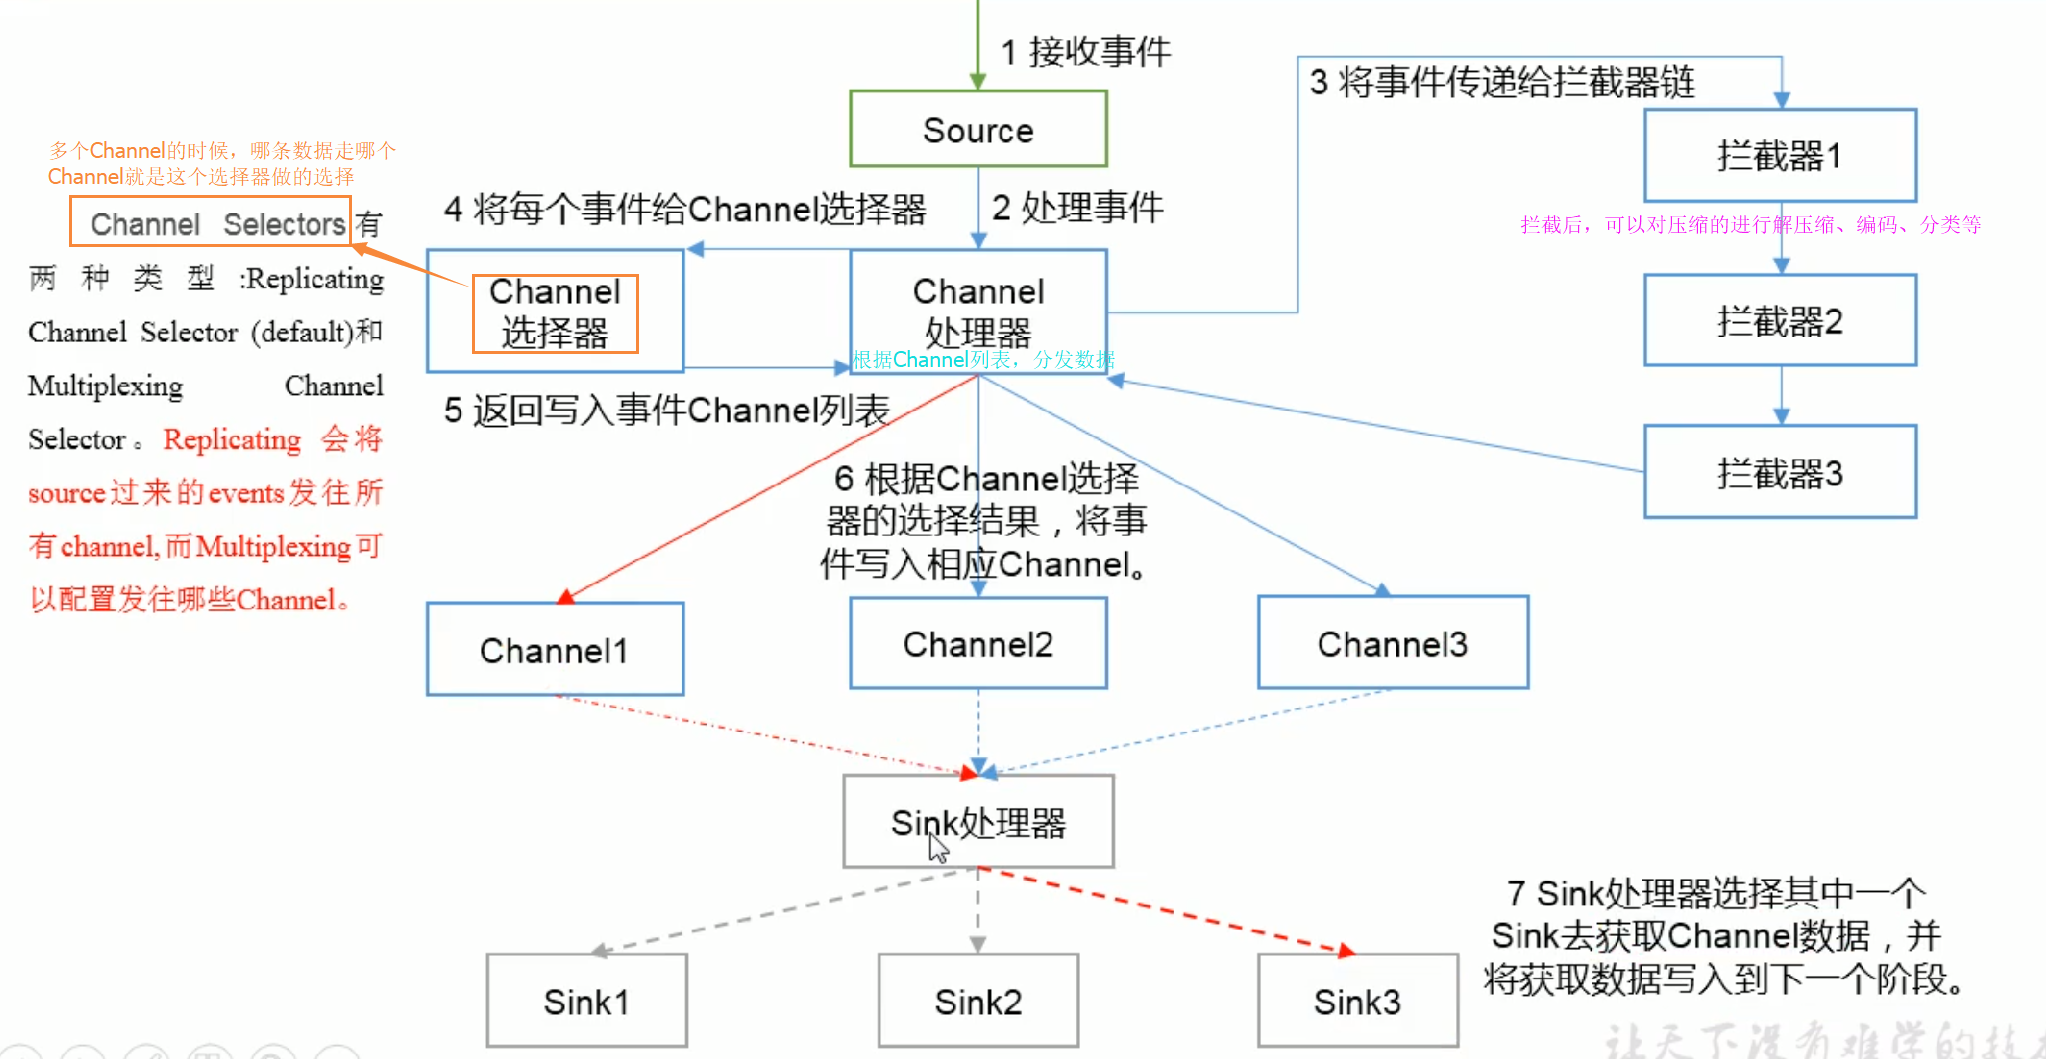 1 接收事件
Source
2 处理事件
3 将事件传递给拦截器链
拦截器1
拦截后，可以对压缩的进行解压缩、编码、分类等
拦截器2
拦截器3
多个Channel的时候，哪条数据走哪个
Channel就是这个选择器做的选择
Channel Selectors有
两种类型:Replicating
Channel Selector (default)和
Multiplexing Channel
Selector。Replicating 会将
source过来的events发往所
有channel,而Multiplexing可
以配置发往哪些Channel。
4 将每个事件给Channel选择器
Channel
选择器
Channel
处理器
根据Channel列表，分发数据
5 返回写入事件Channel列表
6 根据Channel选择
器的选择结果，将事
件写入相应Channel。
Channel1
Channel2
Channel3
Sink处理器
7 Sink处理器选择其中一个
Sink去获取Channel数据，并
将获取数据写入到下一个阶段。
Sink1
Sink2
Sink3
让天下没有难学的技术